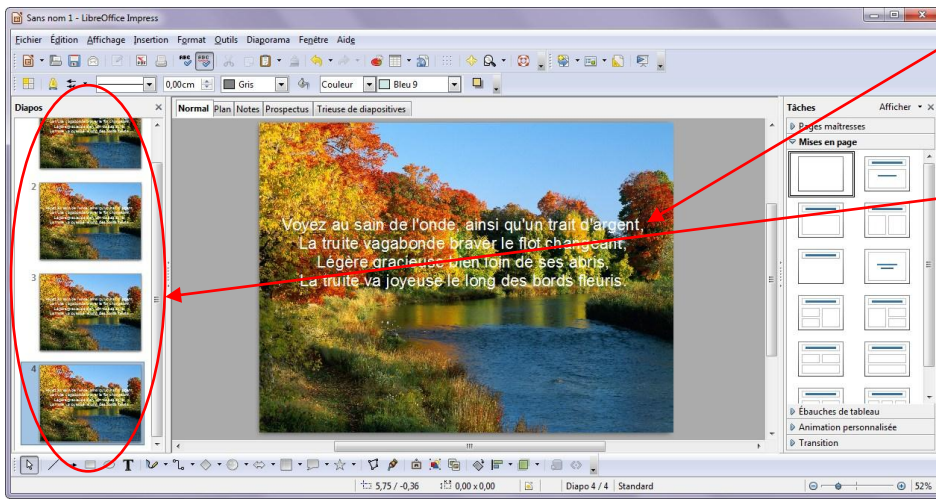 Sans nom 1 - LibreOffice Impress
Fichier Édition Affichage Insertion Format Outils Diaporama Fenêtre Aide
0,00cm Gris Couleur Bleu 9
Diapos
Normal Plan Notes Prospectus Trieuse de diapositives
Tâches Afficher
Pages maîtresses
Mises en page
2
3
4
Voyez au sain de l'onde, ainsi qu'un trait d'argent,
La truite vagabonde braver le flot changeant,
Légère gracieuse bien loin de ses abris,
La truite va joyeuse le long des bords fleuris.
Ébauches de tableau
Animation personnalisée
Transition
5,75 / -0,36 0,00 x 0,00 Diapo 4 / 4 Standard 52%